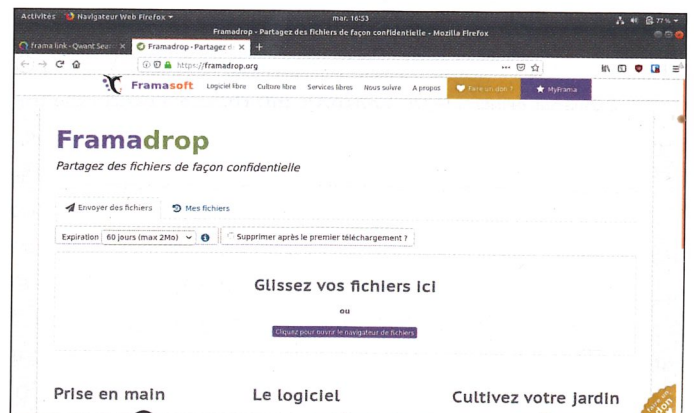 Activités Navigateur Web Firefox mar. 16:53 77 %
Framadrop - Partagez des fichiers de façon confidentielle - Mozilla Firefox
frama link - Qwant Sear × Framadrop - Partagez d × +
https://framadrop.org
Framasoft Logiciel libre Culture libre Services libres Nous suivre A propos Faire un don ? MyFrama
Framadrop
Partagez des fichiers de façon confidentielle
Envoyer des fichiers Mes fichiers
Expiration 60 jours (max 2Mo) Supprimer après le premier téléchargement ?
Glissez vos fichiers ici
ou
Cliquez pour ouvrir le navigateur de fichiers
Prise en main Le logiciel Cultivez votre jardin